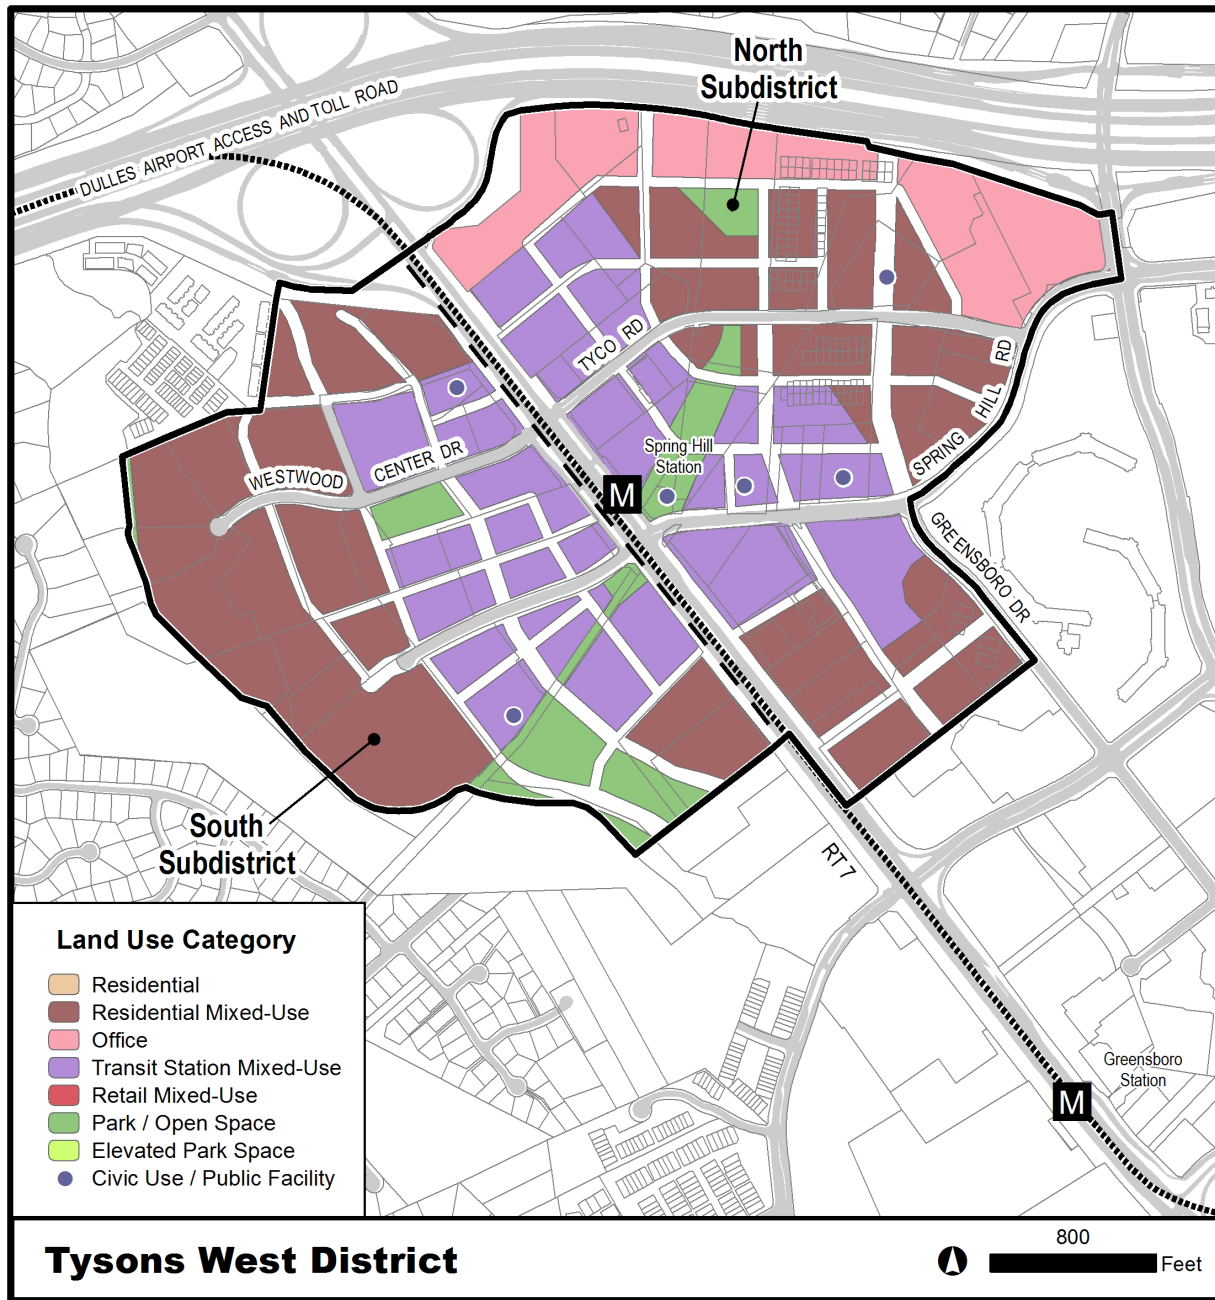 North
Subdistrict
DULLES AIRPORT ACCESS AND TOLL ROAD
TYCO RD
SPRING HILL RD
Spring Hill
Station
M
WESTWOOD CENTER DR
GREENSBORO DR
South
Subdistrict
RT 7
Greensboro
Station
M
Land Use Category
Residential
Residential Mixed-Use
Office
Transit Station Mixed-Use
Retail Mixed-Use
Park / Open Space
Elevated Park Space
Civic Use / Public Facility
Tysons West District
800
Feet